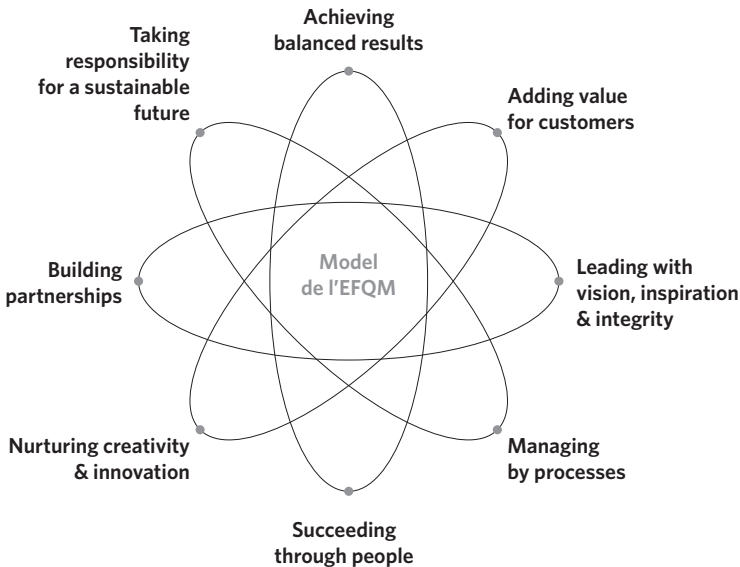 Achieving
balanced results
Taking
responsibility
for a sustainable
future
Adding value
for customers
Model
de l'EFQM
Building
partnerships
Leading with
vision, inspiration
& integrity
Nurturing creativity
& innovation
Managing
by processes
Succeeding
through people